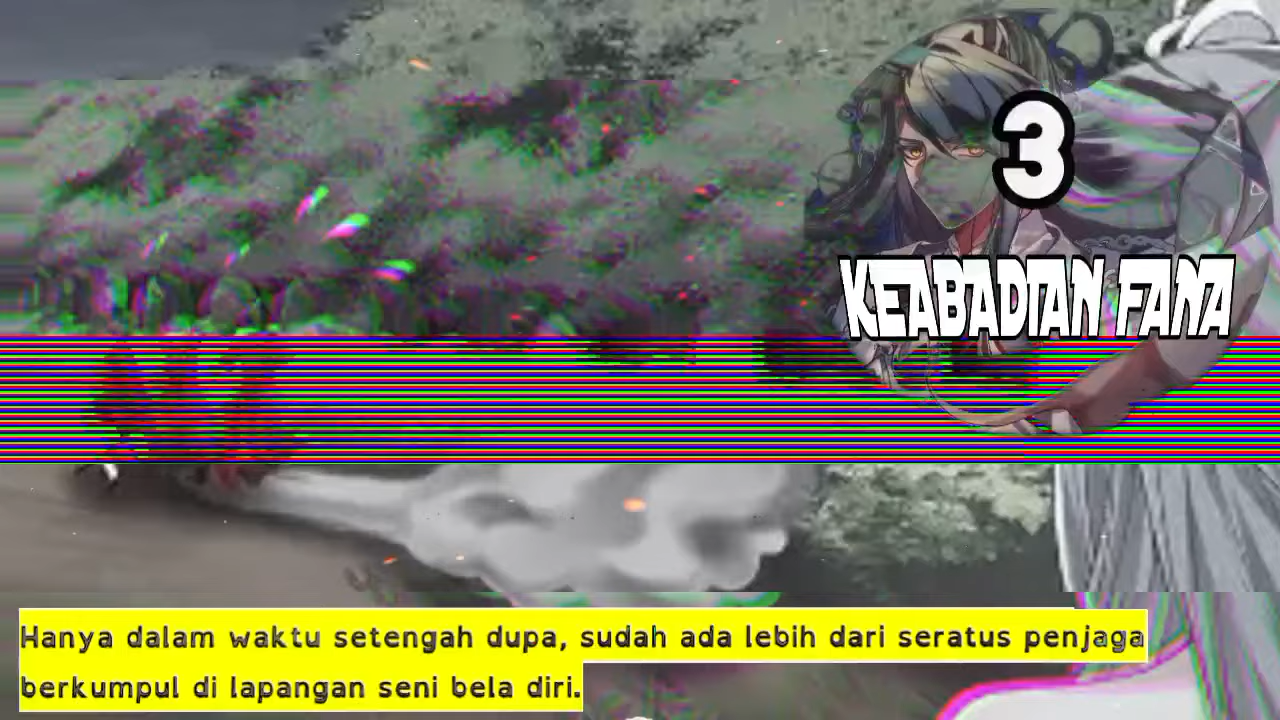 3
KEABADIAN FANA
Hanya dalam waktu setengah dupa, sudah ada lebih dari seratus penjaga
berkumpul di lapangan seni bela diri.